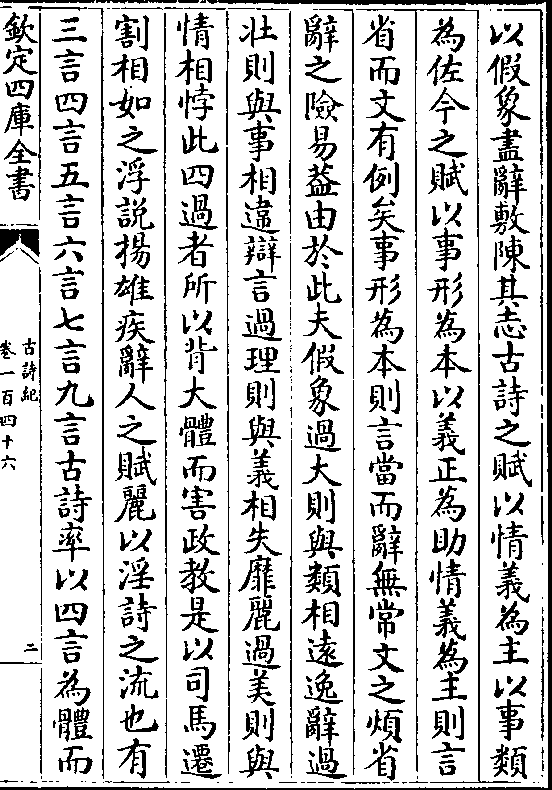 以假象盡辭敷陳其志古詩之賦以情義為主以事類
為佐今之賦以事形為本以義正為助情義為主則言
省而文有例矣事形為本則言當而辭無常文之煩省
辭之險易葢由於此夫假象過大則與類相遠逸辭過
壯則與事相違辯言過理則與義相失靡麗過美則與
情相悖此四過者所以背大體而害政教是以司馬遷
割相如之浮説揚雄疾辭人之賦麗以淫詩之流也有
三言四言五言六言七言九言古詩率以四言為體而
欽定四庫全書
古詩紀
卷一百四十六
二